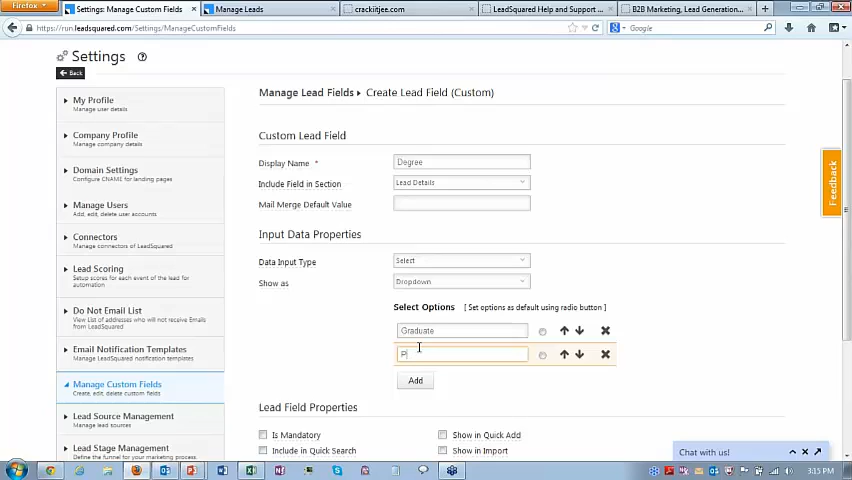 Firefox
Settings: Manage Custom Fields
Manage Leads
crackiitjee.com
LeadSquared Help and Support ...
B2B Marketing, Lead Generation...
https://run.leadsquared.com/Settings/ManageCustomFields
Google
Settings
Back
My Profile
Manage user details
Company Profile
Manage company details
Domain Settings
Configure CNAME for landing pages
Manage Users
Add, edit, delete user accounts
Connectors
Manage connectors of LeadSquared
Lead Scoring
Setup scores for each event of the lead for
automation
Do Not Email List
View List of addresses who will not receive Emails
from LeadSquared
Email Notification Templates
Manage LeadSquared notification templates
Manage Custom Fields
Create, edit, delete custom fields
Lead Source Management
Manage lead sources
Lead Stage Management
Define the funnel for your marketing process.
Manage Lead Fields
Create Lead Field (Custom)
Custom Lead Field
Display Name *
Degree
Include Field in Section
Lead Details
Mail Merge Default Value
Input Data Properties
Data Input Type
Select
Show as
Dropdown
Select Options [ Set options as default using radio button ]
Graduate
P
Add
Lead Field Properties
Is Mandatory
Show in Quick Add
Include in Quick Search
Show in Import
Feedback
Chat with us!
3:15 PM